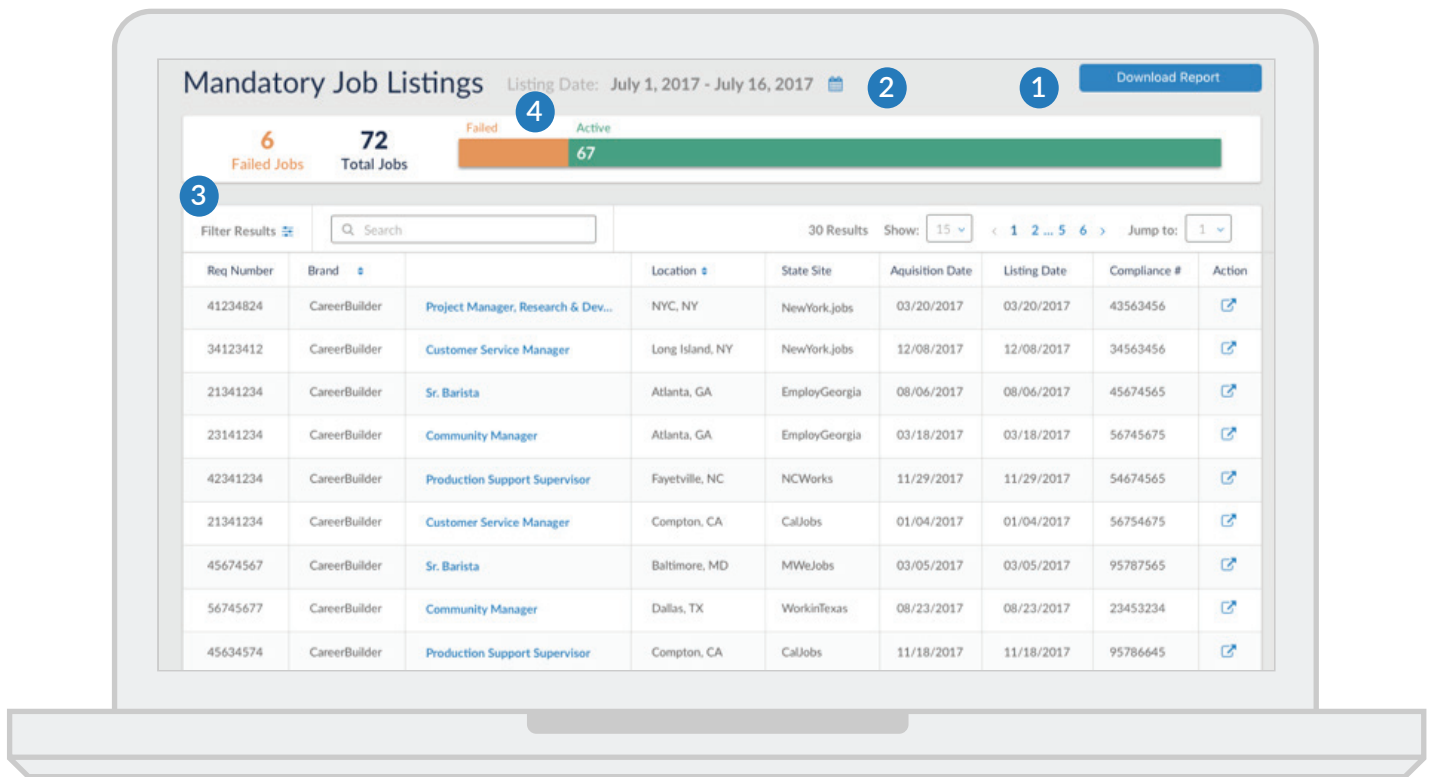 Mandatory Job Listings Listing Date: July 1, 2017 - July 16, 2017 2 1 Download Report
4
Failed Active
6 72 67
Failed Jobs Total Jobs
3
Filter Results Search 30 Results Show: 15 ‹ 1 2 ... 5 6 › Jump to: 1
Req Number Brand Location State Site Aquisition Date Listing Date Compliance # Action
41234824 CareerBuilder Project Manager, Research & Dev... NYC, NY NewYork.jobs 03/20/2017 03/20/2017 43563456
34123412 CareerBuilder Customer Service Manager Long Island, NY NewYork.jobs 12/08/2017 12/08/2017 34563456
21341234 CareerBuilder Sr. Barista Atlanta, GA EmployGeorgia 08/06/2017 08/06/2017 45674565
23141234 CareerBuilder Community Manager Atlanta, GA EmployGeorgia 03/18/2017 03/18/2017 56745675
42341234 CareerBuilder Production Support Supervisor Fayetville, NC NCWorks 11/29/2017 11/29/2017 54674565
21341234 CareerBuilder Customer Service Manager Compton, CA CalJobs 01/04/2017 01/04/2017 56754675
45674567 CareerBuilder Sr. Barista Baltimore, MD MWeJobs 03/05/2017 03/05/2017 95787565
56745677 CareerBuilder Community Manager Dallas, TX WorkinTexas 08/23/2017 08/23/2017 23453234
45634574 CareerBuilder Production Support Supervisor Compton, CA CalJobs 11/18/2017 11/18/2017 95786645